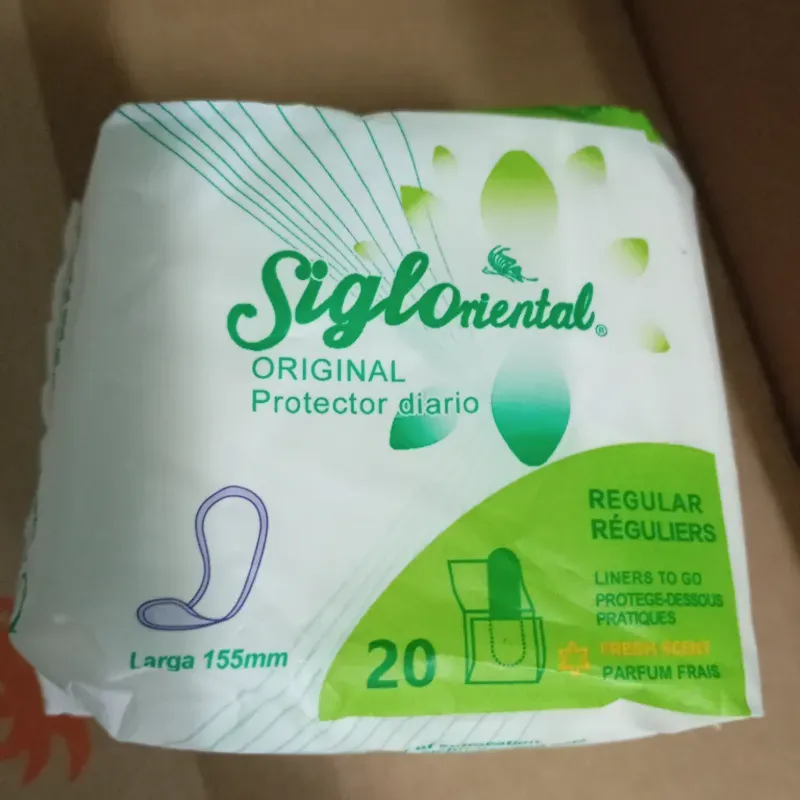 SigloOriental®
ORIGINAL
Protector diario
REGULAR
RÉGULIERS
LINERS TO GO
PROTEGE-DESSOUS
PRATIQUES
FRESH SCENT
PARFUM FRAIS
20
Larga 155mm